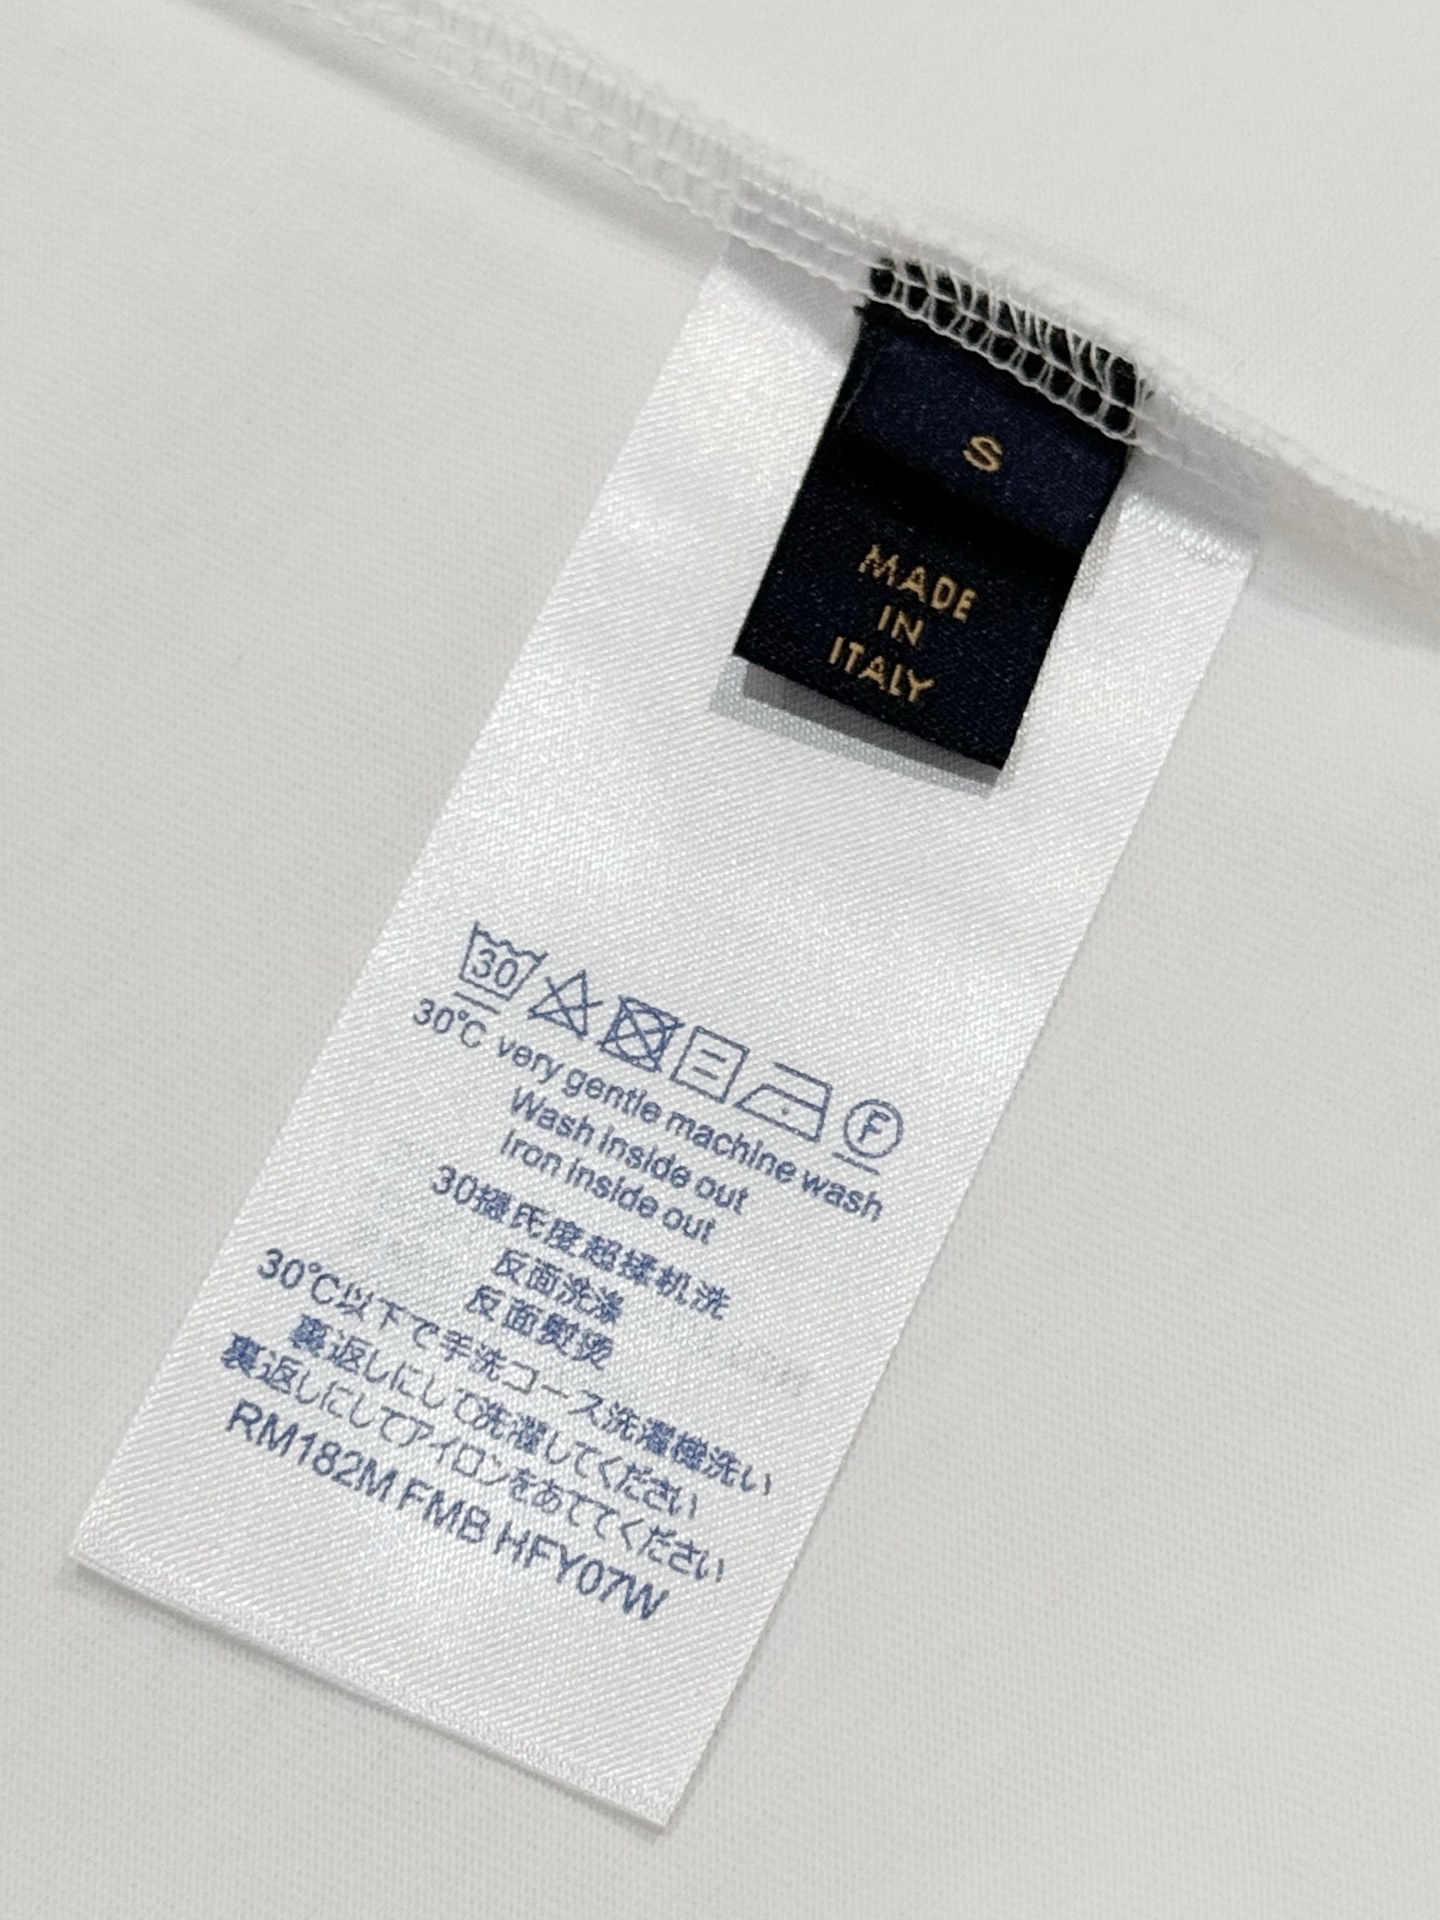 S
MADE
IN
ITALY
30
F
30°C very gentle machine wash
Wash inside out
Iron inside out
30摄氏度超揉机洗
反面洗涤
反面熨烫
30℃以下で手洗コース洗濯機洗い
裏返しにして洗濯してください
裏返しにしてアイロンをあててください
RM182M FMB HFY07W